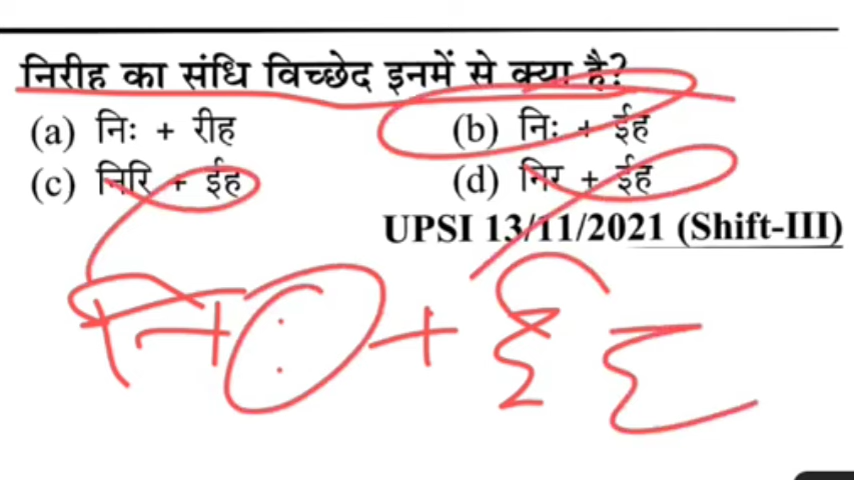 निरीह का संधि विच्छेद इनमें से क्या है?
(a) निः + रीह (b) निः + ईह
(c) निरि + ईह (d) निर + ईह
UPSI 13/11/2021 (Shift-III)
निः + ईह